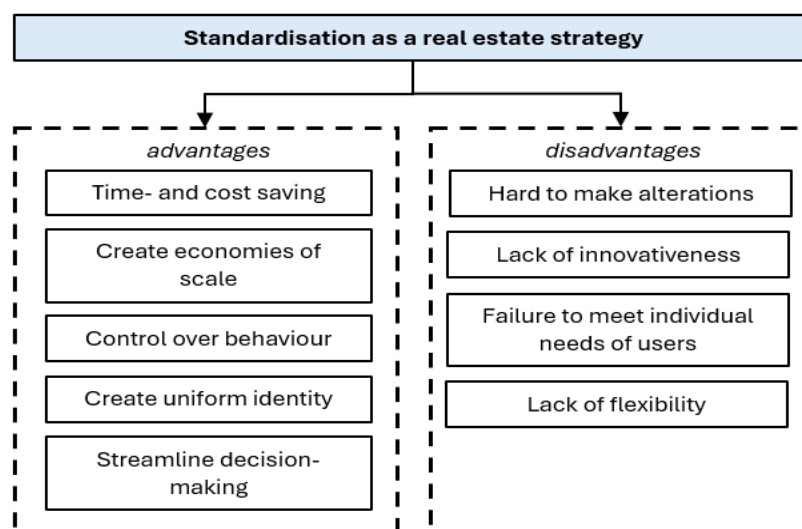 Standardisation as a real estate strategy
advantages
Time- and cost saving
Create economies of
scale
Control over behaviour
Create uniform identity
Streamline decision-
making
disadvantages
Hard to make alterations
Lack of innovativeness
Failure to meet individual
needs of users
Lack of flexibility